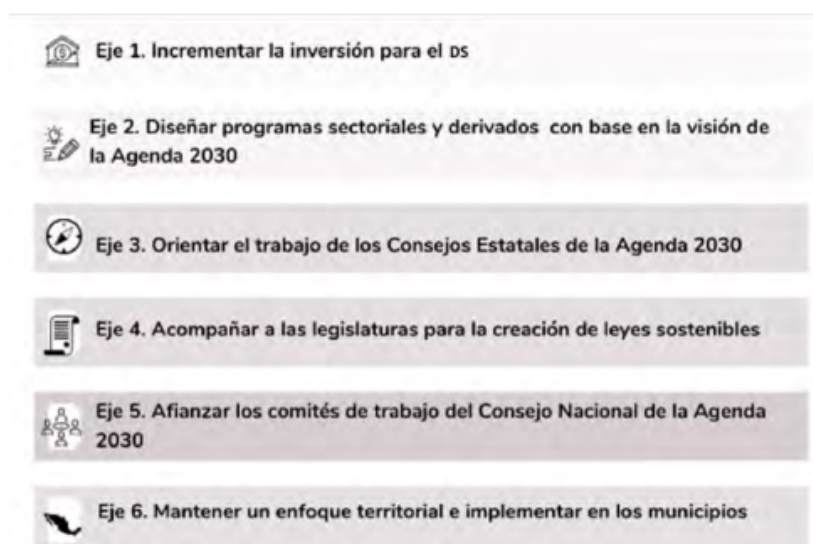 Eje 1. Incrementar la inversión para el DS
Eje 2. Diseñar programas sectoriales y derivados con base en la visión de
la Agenda 2030
Eje 3. Orientar el trabajo de los Consejos Estatales de la Agenda 2030
Eje 4. Acompañar a las legislaturas para la creación de leyes sostenibles
Eje 5. Afianzar los comités de trabajo del Consejo Nacional de la Agenda
2030
Eje 6. Mantener un enfoque territorial e implementar en los municipios